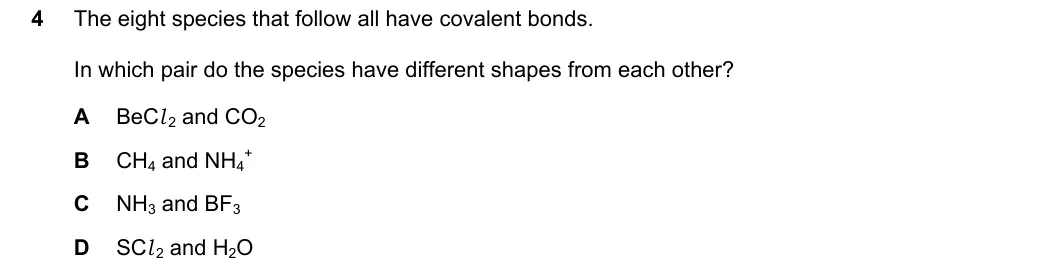 4 The eight species that follow all have covalent bonds.
In which pair do the species have different shapes from each other?
A BeCl₂ and CO₂
B CH₄ and NH₄⁺
C NH₃ and BF₃
D SCl₂ and H₂O